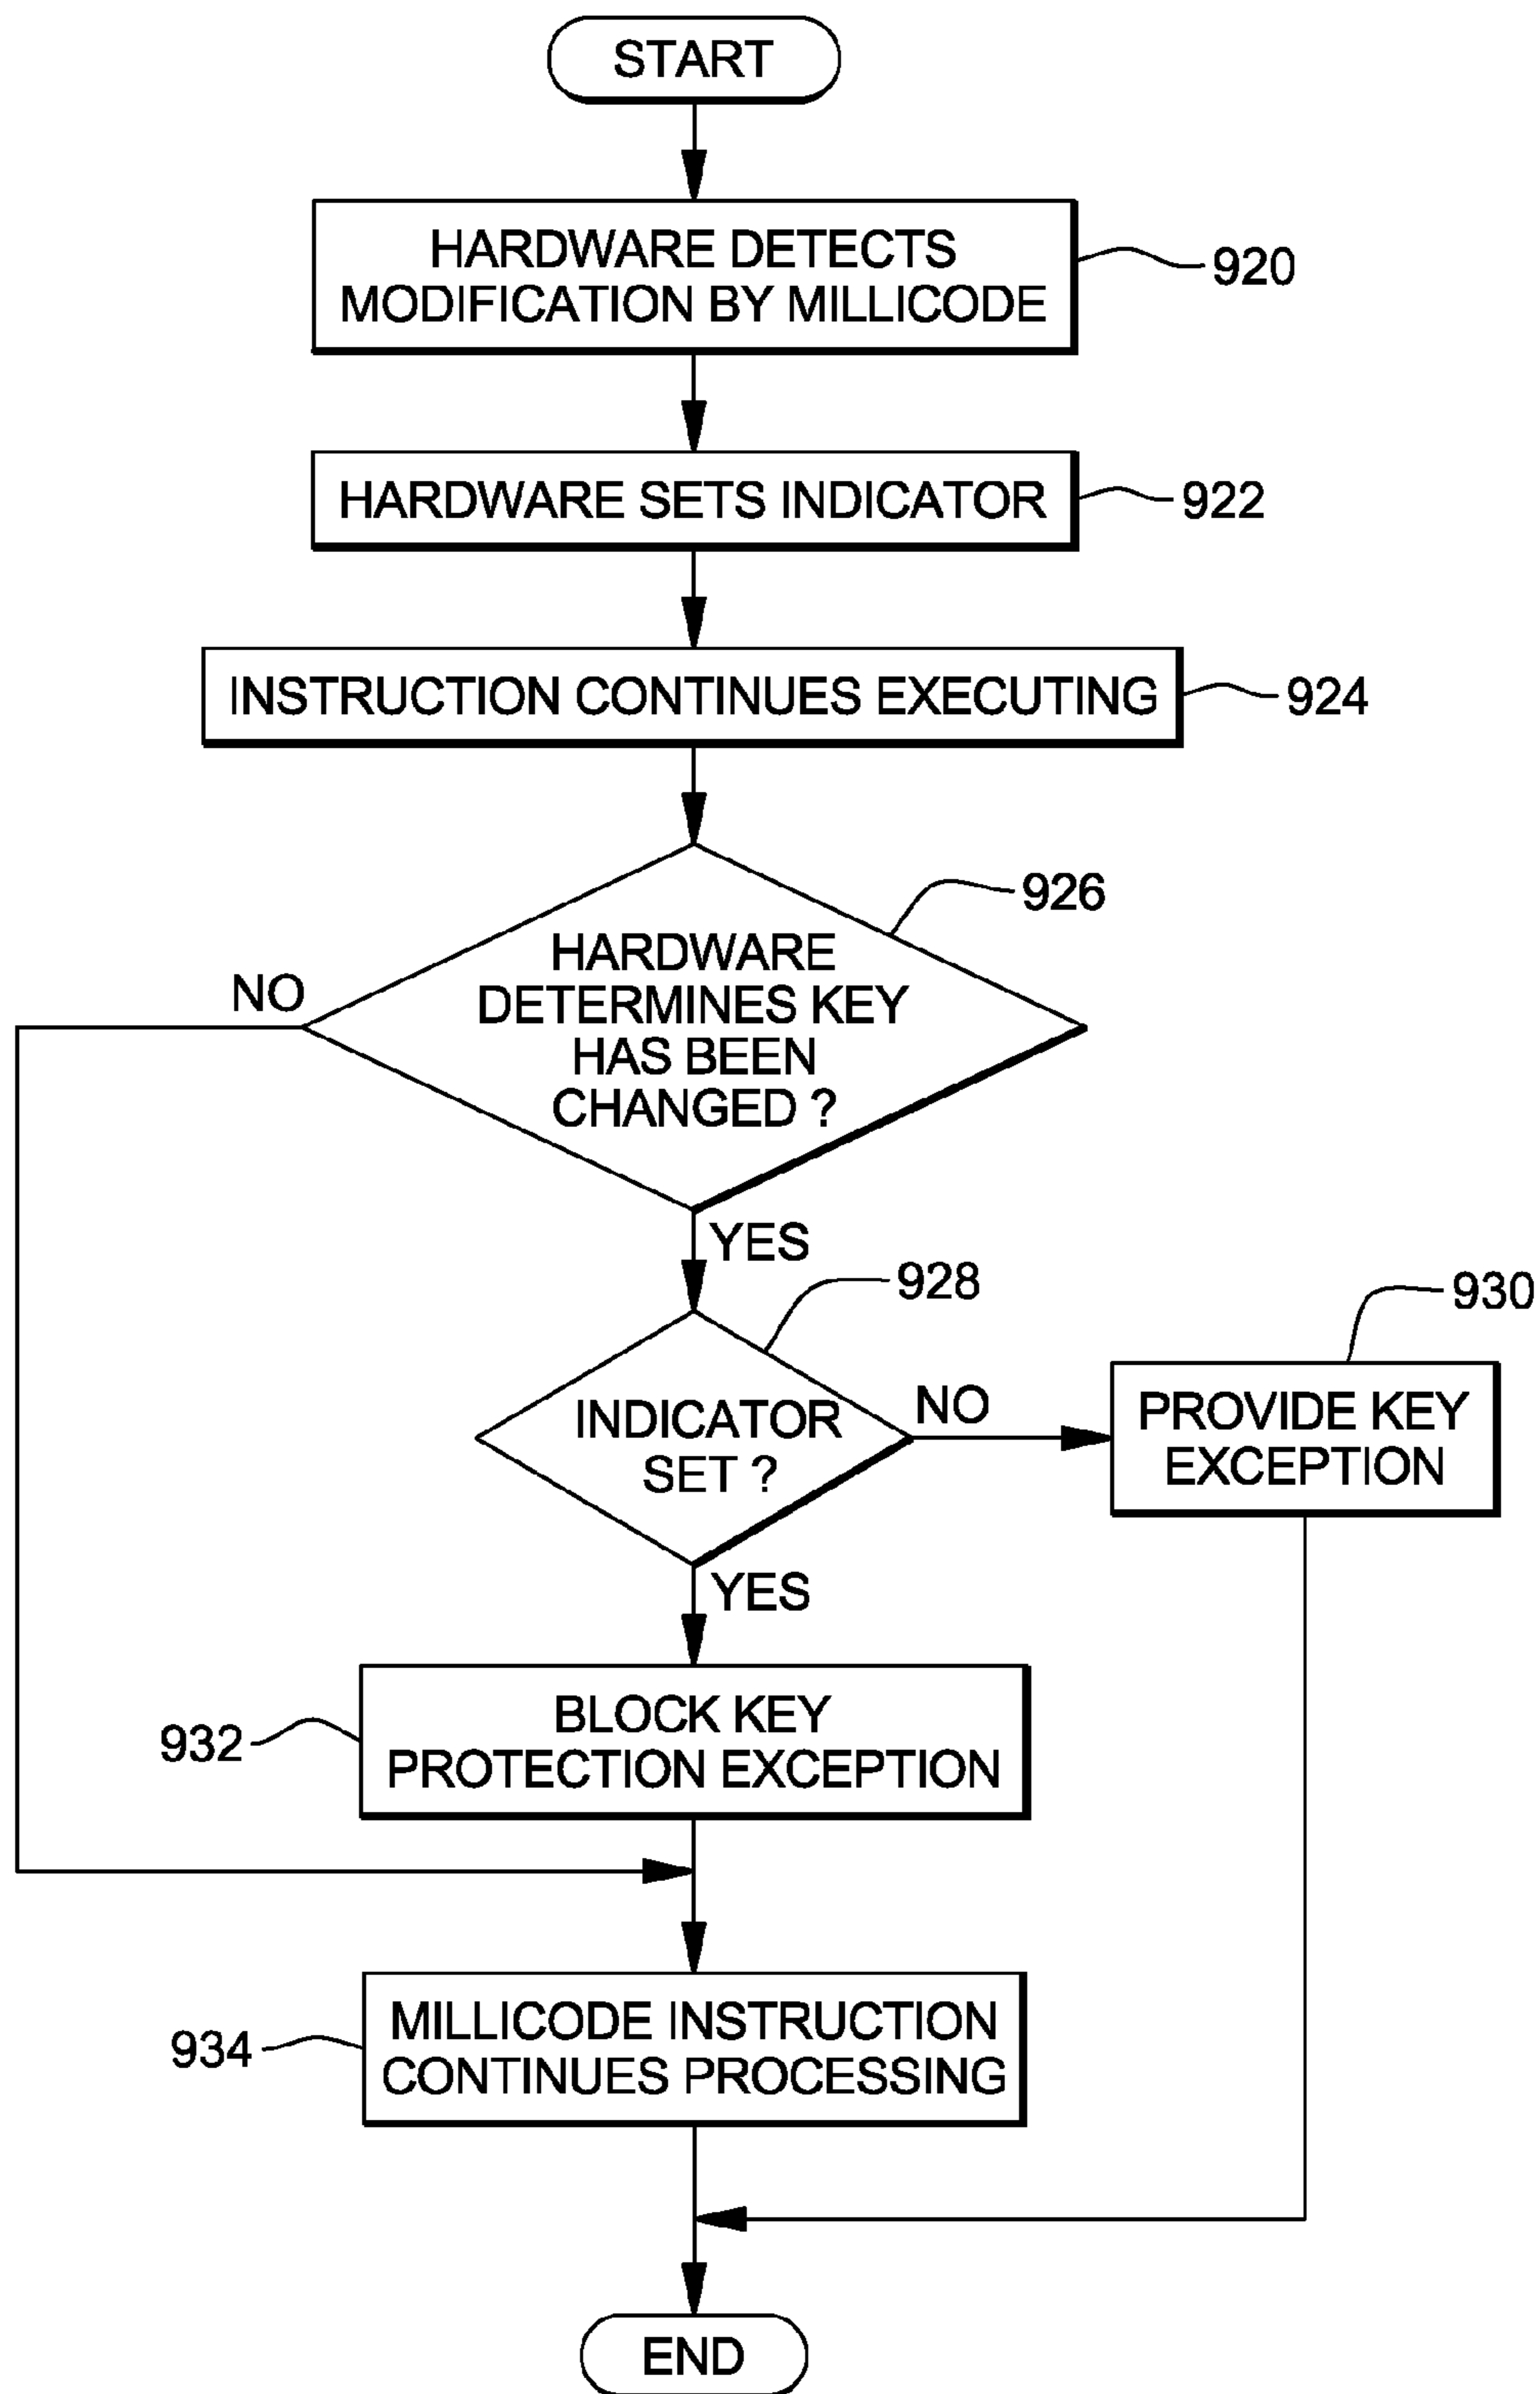 START
HARDWARE DETECTS
MODIFICATION BY MILLICODE
920
HARDWARE SETS INDICATOR
922
INSTRUCTION CONTINUES EXECUTING
924
926
HARDWARE
DETERMINES KEY
HAS BEEN
CHANGED ?
NO
YES
928
INDICATOR
SET ?
NO
930
PROVIDE KEY
EXCEPTION
YES
BLOCK KEY
PROTECTION EXCEPTION
932
MILLICODE INSTRUCTION
CONTINUES PROCESSING
934
END